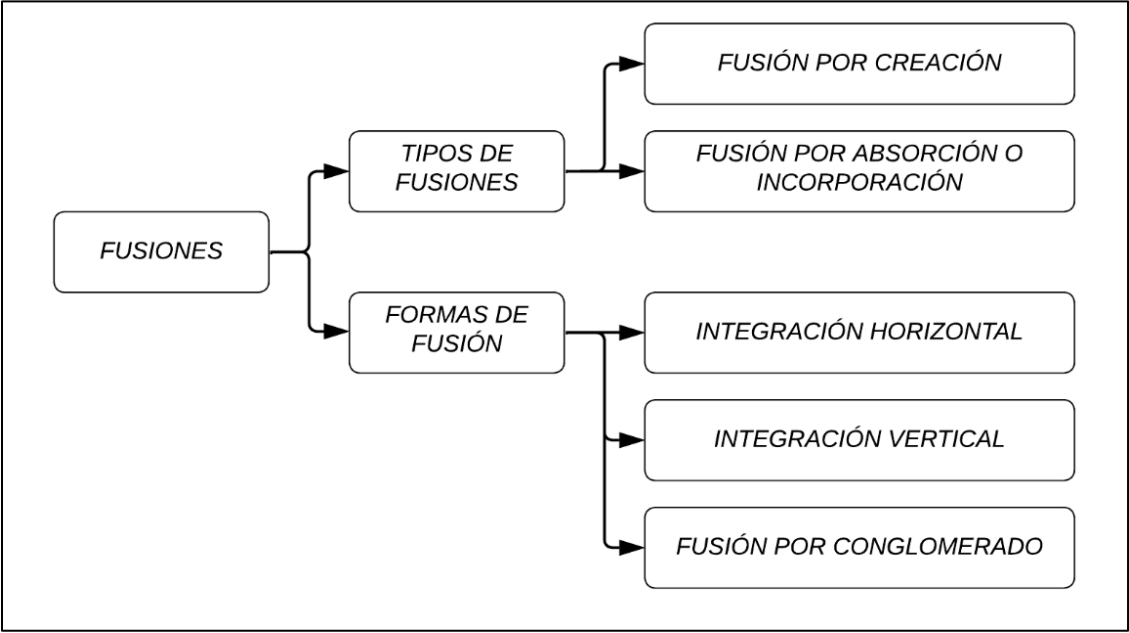 FUSIONES
TIPOS DE
FUSIONES
FUSIÓN POR CREACIÓN
FUSIÓN POR ABSORCIÓN O
INCORPORACIÓN
FORMAS DE
FUSIÓN
INTEGRACIÓN HORIZONTAL
INTEGRACIÓN VERTICAL
FUSIÓN POR CONGLOMERADO